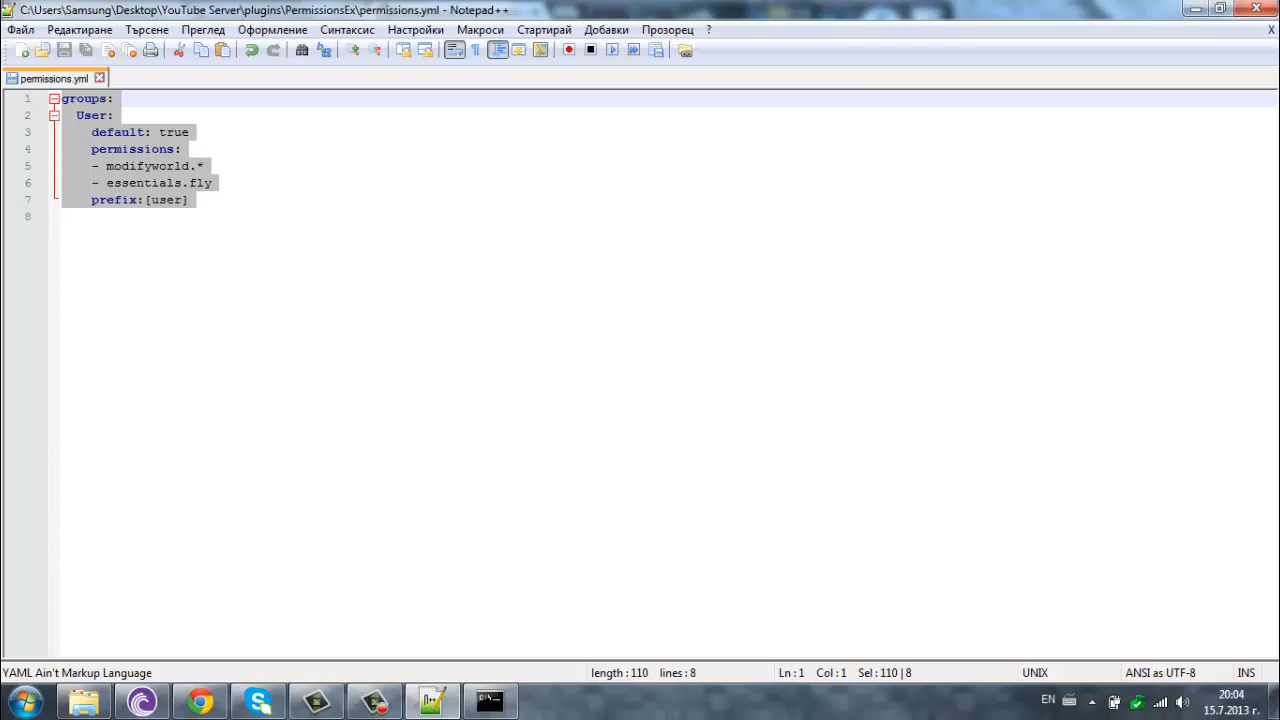 C:\Users\Samsung\Desktop\YouTube Server\plugins\PermissionsEx\permissions.yml - Notepad++
Файл Редактиране Търсене Преглед Оформление Синтаксис Настройки Макроси Стартирай Добавки Прозорец ? X
permissions.yml
1 groups:
2 User:
3 default: true
4 permissions:
5 - modifyworld.*
6 - essentials.fly
7 prefix:[user]
8
YAML Ain't Markup Language length : 110 lines : 8 Ln : 1 Col : 1 Sel : 110 | 8 UNIX ANSI as UTF-8 INS
EN 20:04
15.7.2013 г.